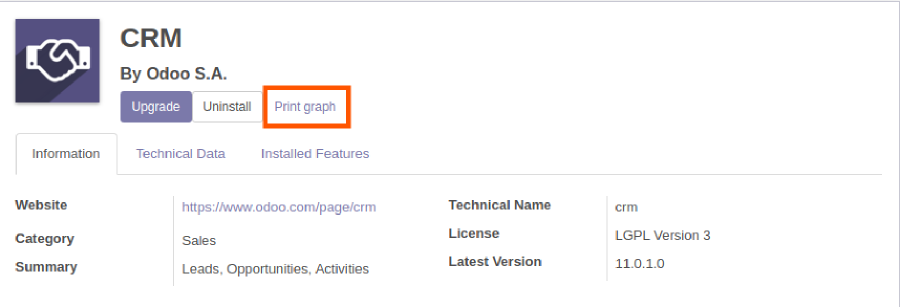 CRM
By Odoo S.A.
Upgrade Uninstall Print graph
Information Technical Data Installed Features
Website https://www.odoo.com/page/crm
Category Sales
Summary Leads, Opportunities, Activities
Technical Name crm
License LGPL Version 3
Latest Version 11.0.1.0